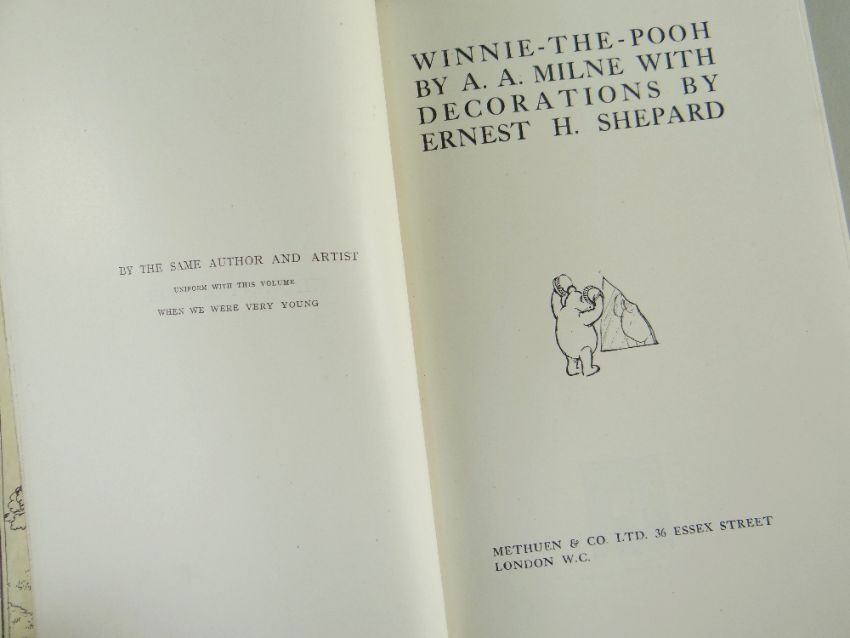 BY THE SAME AUTHOR AND ARTIST
UNIFORM WITH THIS VOLUME
WHEN WE WERE VERY YOUNG
WINNIE-THE-POOH
BY A. A. MILNE WITH
DECORATIONS BY
ERNEST H. SHEPARD
METHUEN & CO. LTD. 36 ESSEX STREET
LONDON W.C.